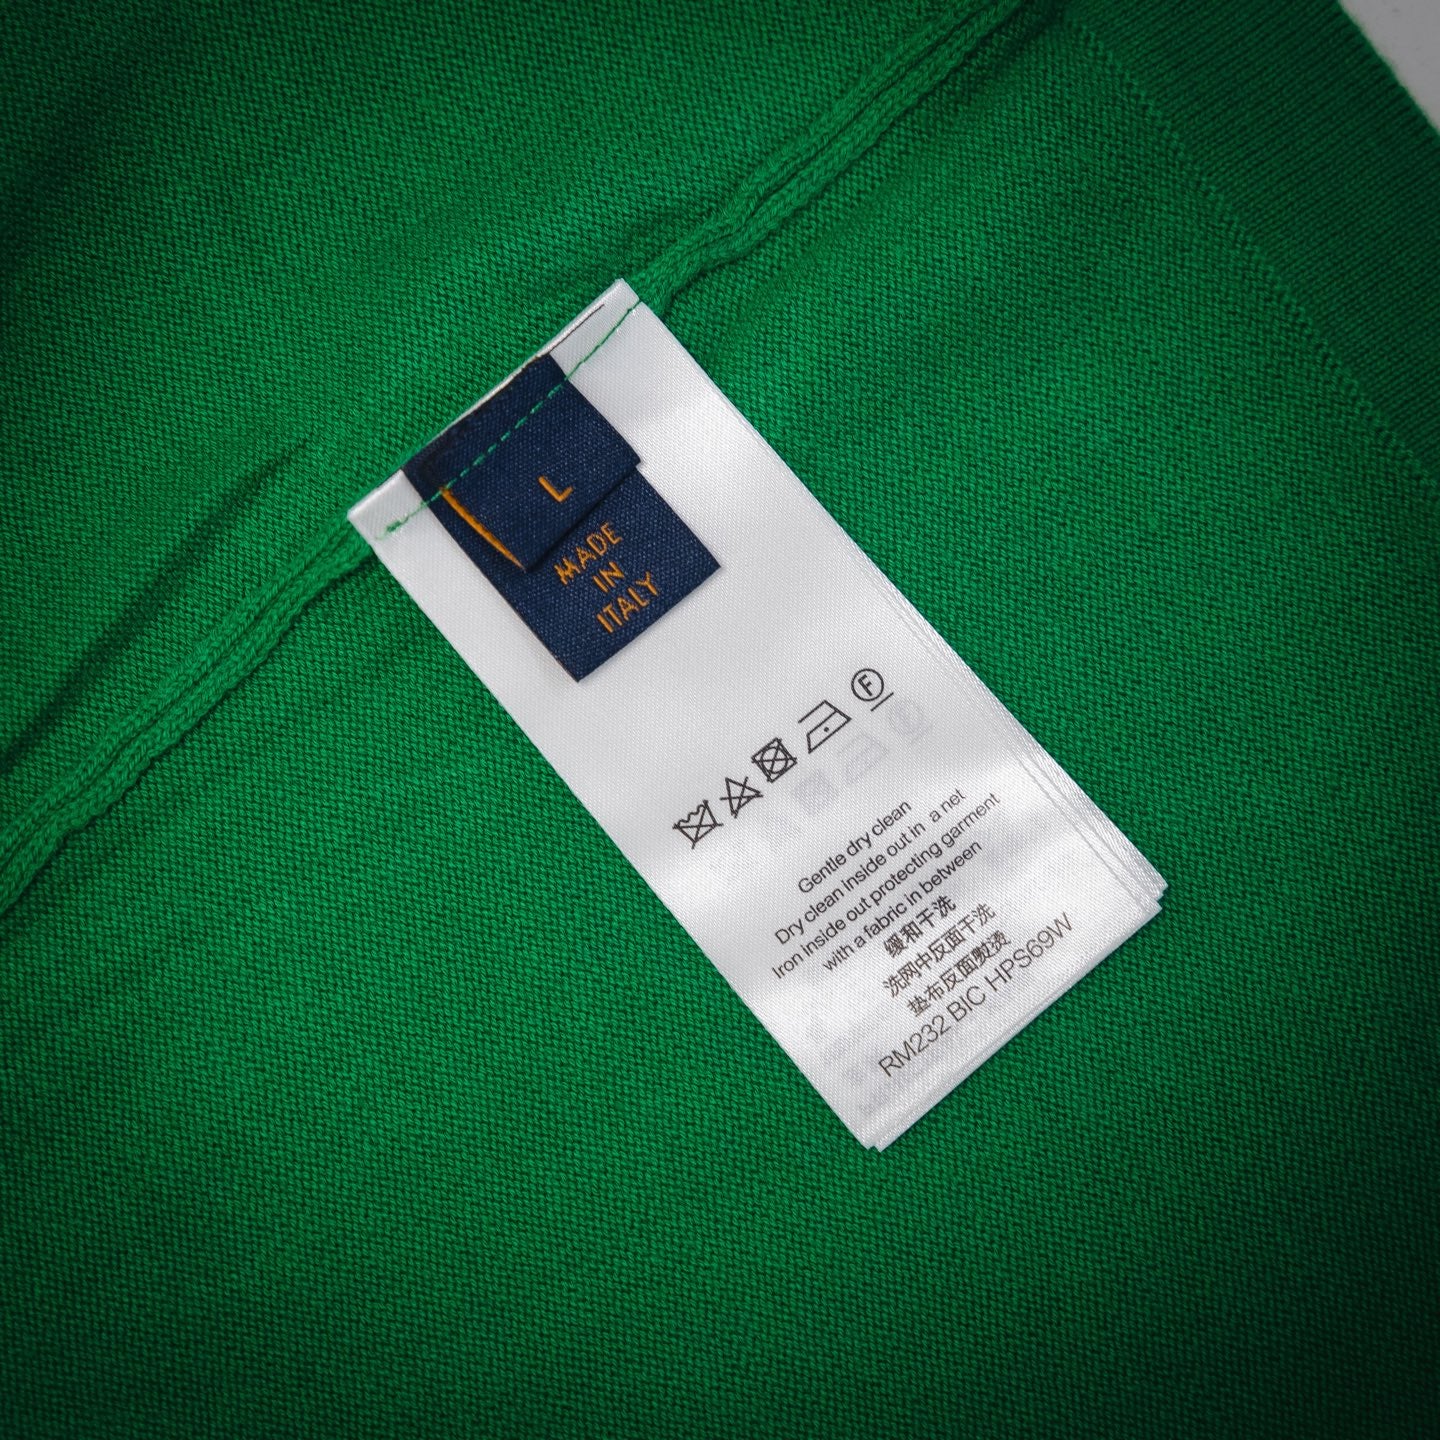 L
MADE
IN
ITALY
F
Gentle dry clean
Dry clean inside out in a net
Iron inside out protecting garment
with a fabric in between
缓和干洗
洗网中反面干洗
垫布反面熨烫
RM232 BIC HPS69W